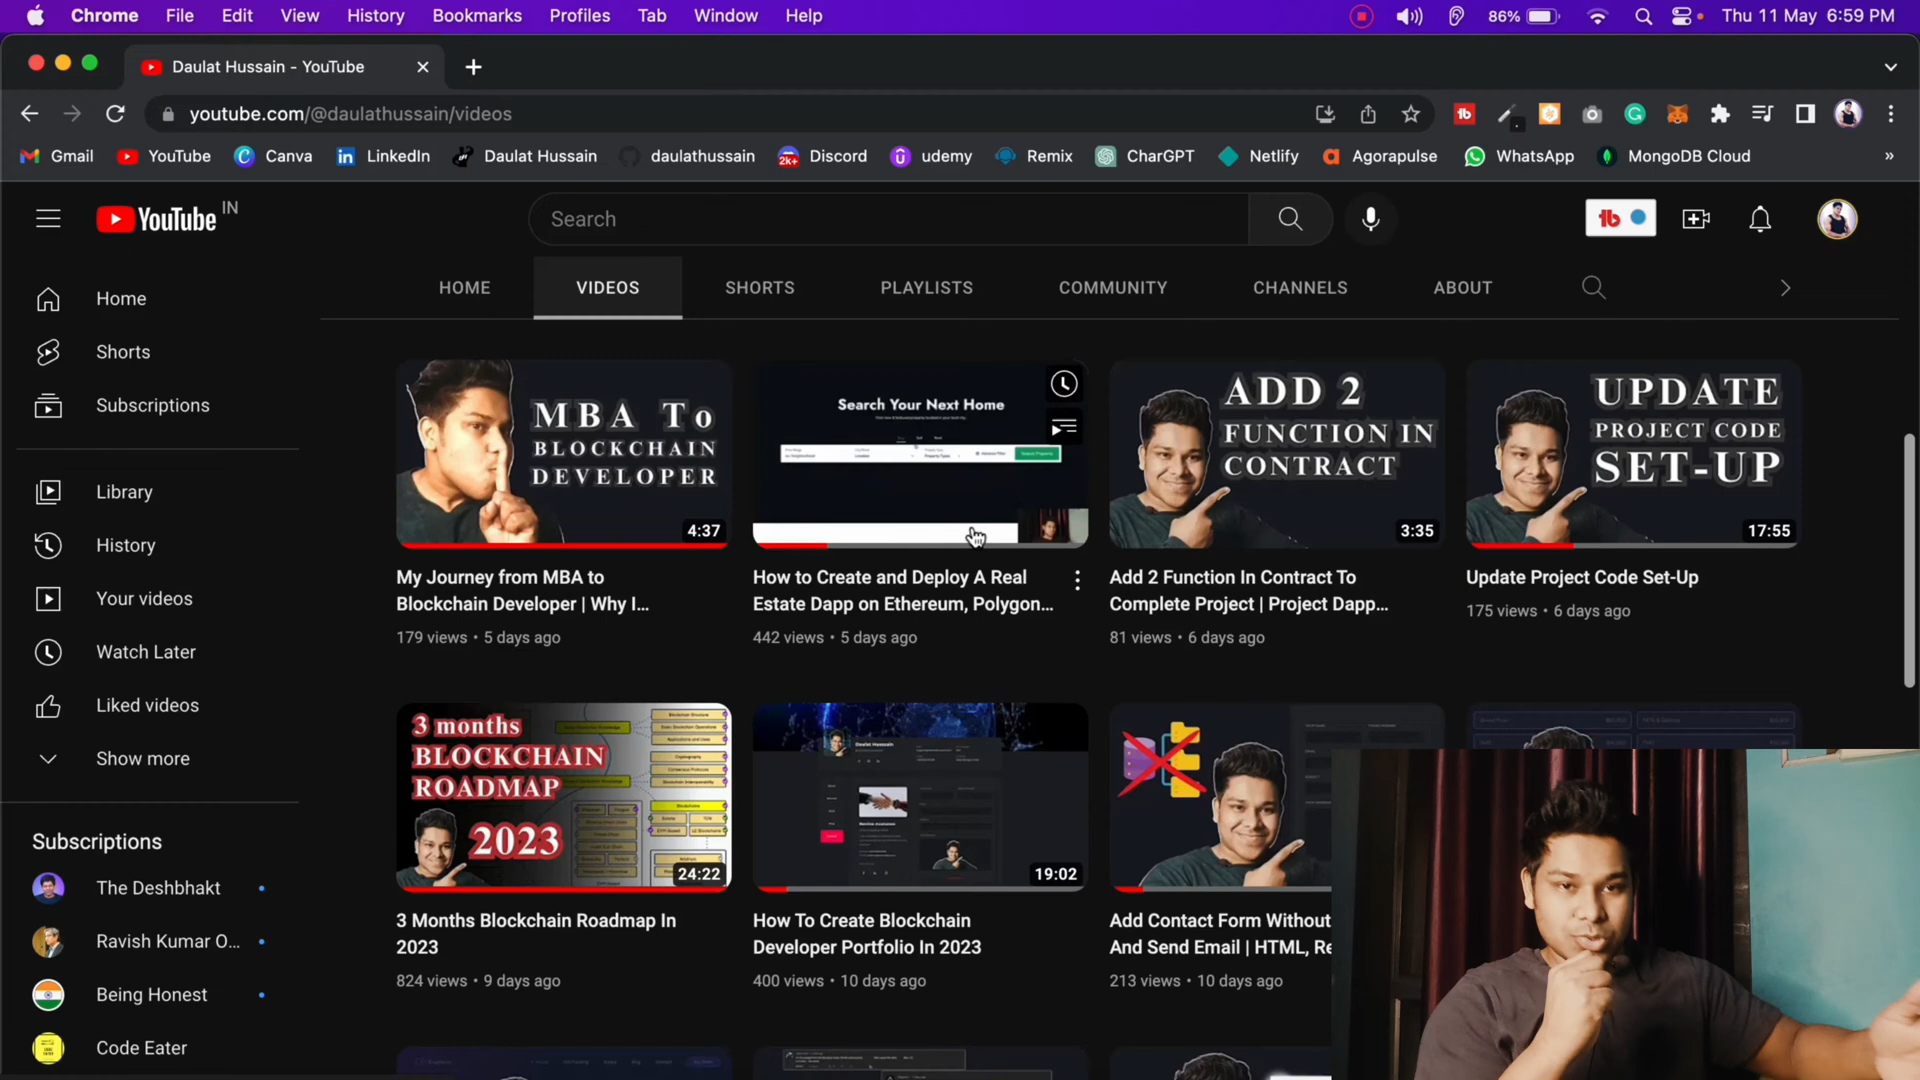 Chrome File Edit View History Bookmarks Profiles Tab Window Help 86% Thu 11 May 6:59 PM
Daulat Hussain - YouTube
youtube.com/@daulathussain/videos
Gmail YouTube Canva LinkedIn Daulat Hussain daulathussain Discord udemy Remix CharGPT Netlify Agorapulse WhatsApp MongoDB Cloud
2k+
YouTube IN Search
HOME VIDEOS SHORTS PLAYLISTS COMMUNITY CHANNELS ABOUT
Home
Shorts
Subscriptions
Library
History
Your videos
Watch Later
Liked videos
Show more
Subscriptions
The Deshbhakt
Ravish Kumar O...
Being Honest
Code Eater
MBA To
BLOCKCHAIN
DEVELOPER
4:37
My Journey from MBA to
Blockchain Developer | Why I...
179 views • 5 days ago
Search Your Next Home
How to Create and Deploy A Real
Estate Dapp on Ethereum, Polygon...
442 views • 5 days ago
ADD 2
FUNCTION IN
CONTRACT
3:35
Add 2 Function In Contract To
Complete Project | Project Dapp...
81 views • 6 days ago
UPDATE
PROJECT CODE
SET-UP
17:55
Update Project Code Set-Up
175 views • 6 days ago
3 months
BLOCKCHAIN
ROADMAP
2023
24:22
3 Months Blockchain Roadmap In
2023
824 views • 9 days ago
Daulat Hussain
19:02
How To Create Blockchain
Developer Portfolio In 2023
400 views • 10 days ago
Add Contact Form Without
And Send Email | HTML, Re
213 views • 10 days ago